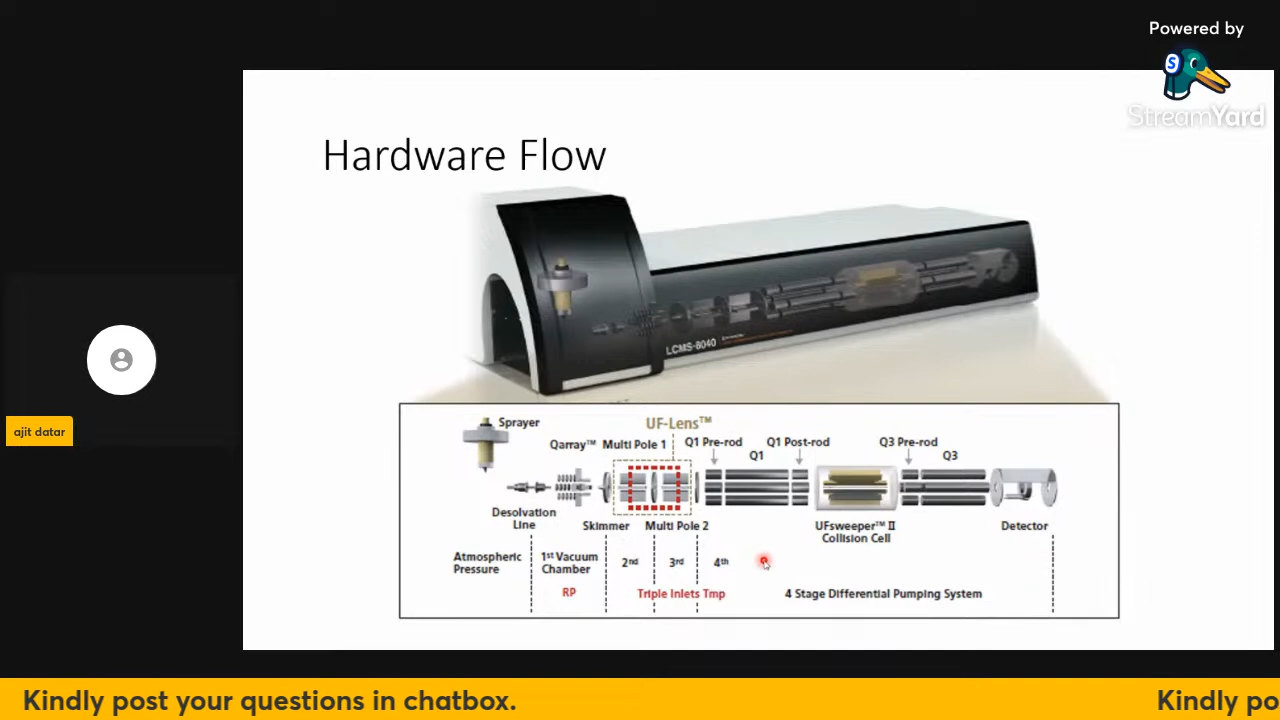 Powered by
StreamYard
Hardware Flow
LCMS-8040
UF-Lens™
Sprayer
Qarray™ Multi Pole 1
Q1 Pre-rod
Q1 Post-rod
Q1
Q3 Pre-rod
Q3
Desolvation
Line
Skimmer
Multi Pole 2
UFsweeper™ II
Collision Cell
Detector
Atmospheric
Pressure
1st Vacuum
Chamber
2nd
3rd
4th
RP
Triple Inlets Tmp
4 Stage Differential Pumping System
ajit datar
Kindly post your questions in chatbox.
Kindly po